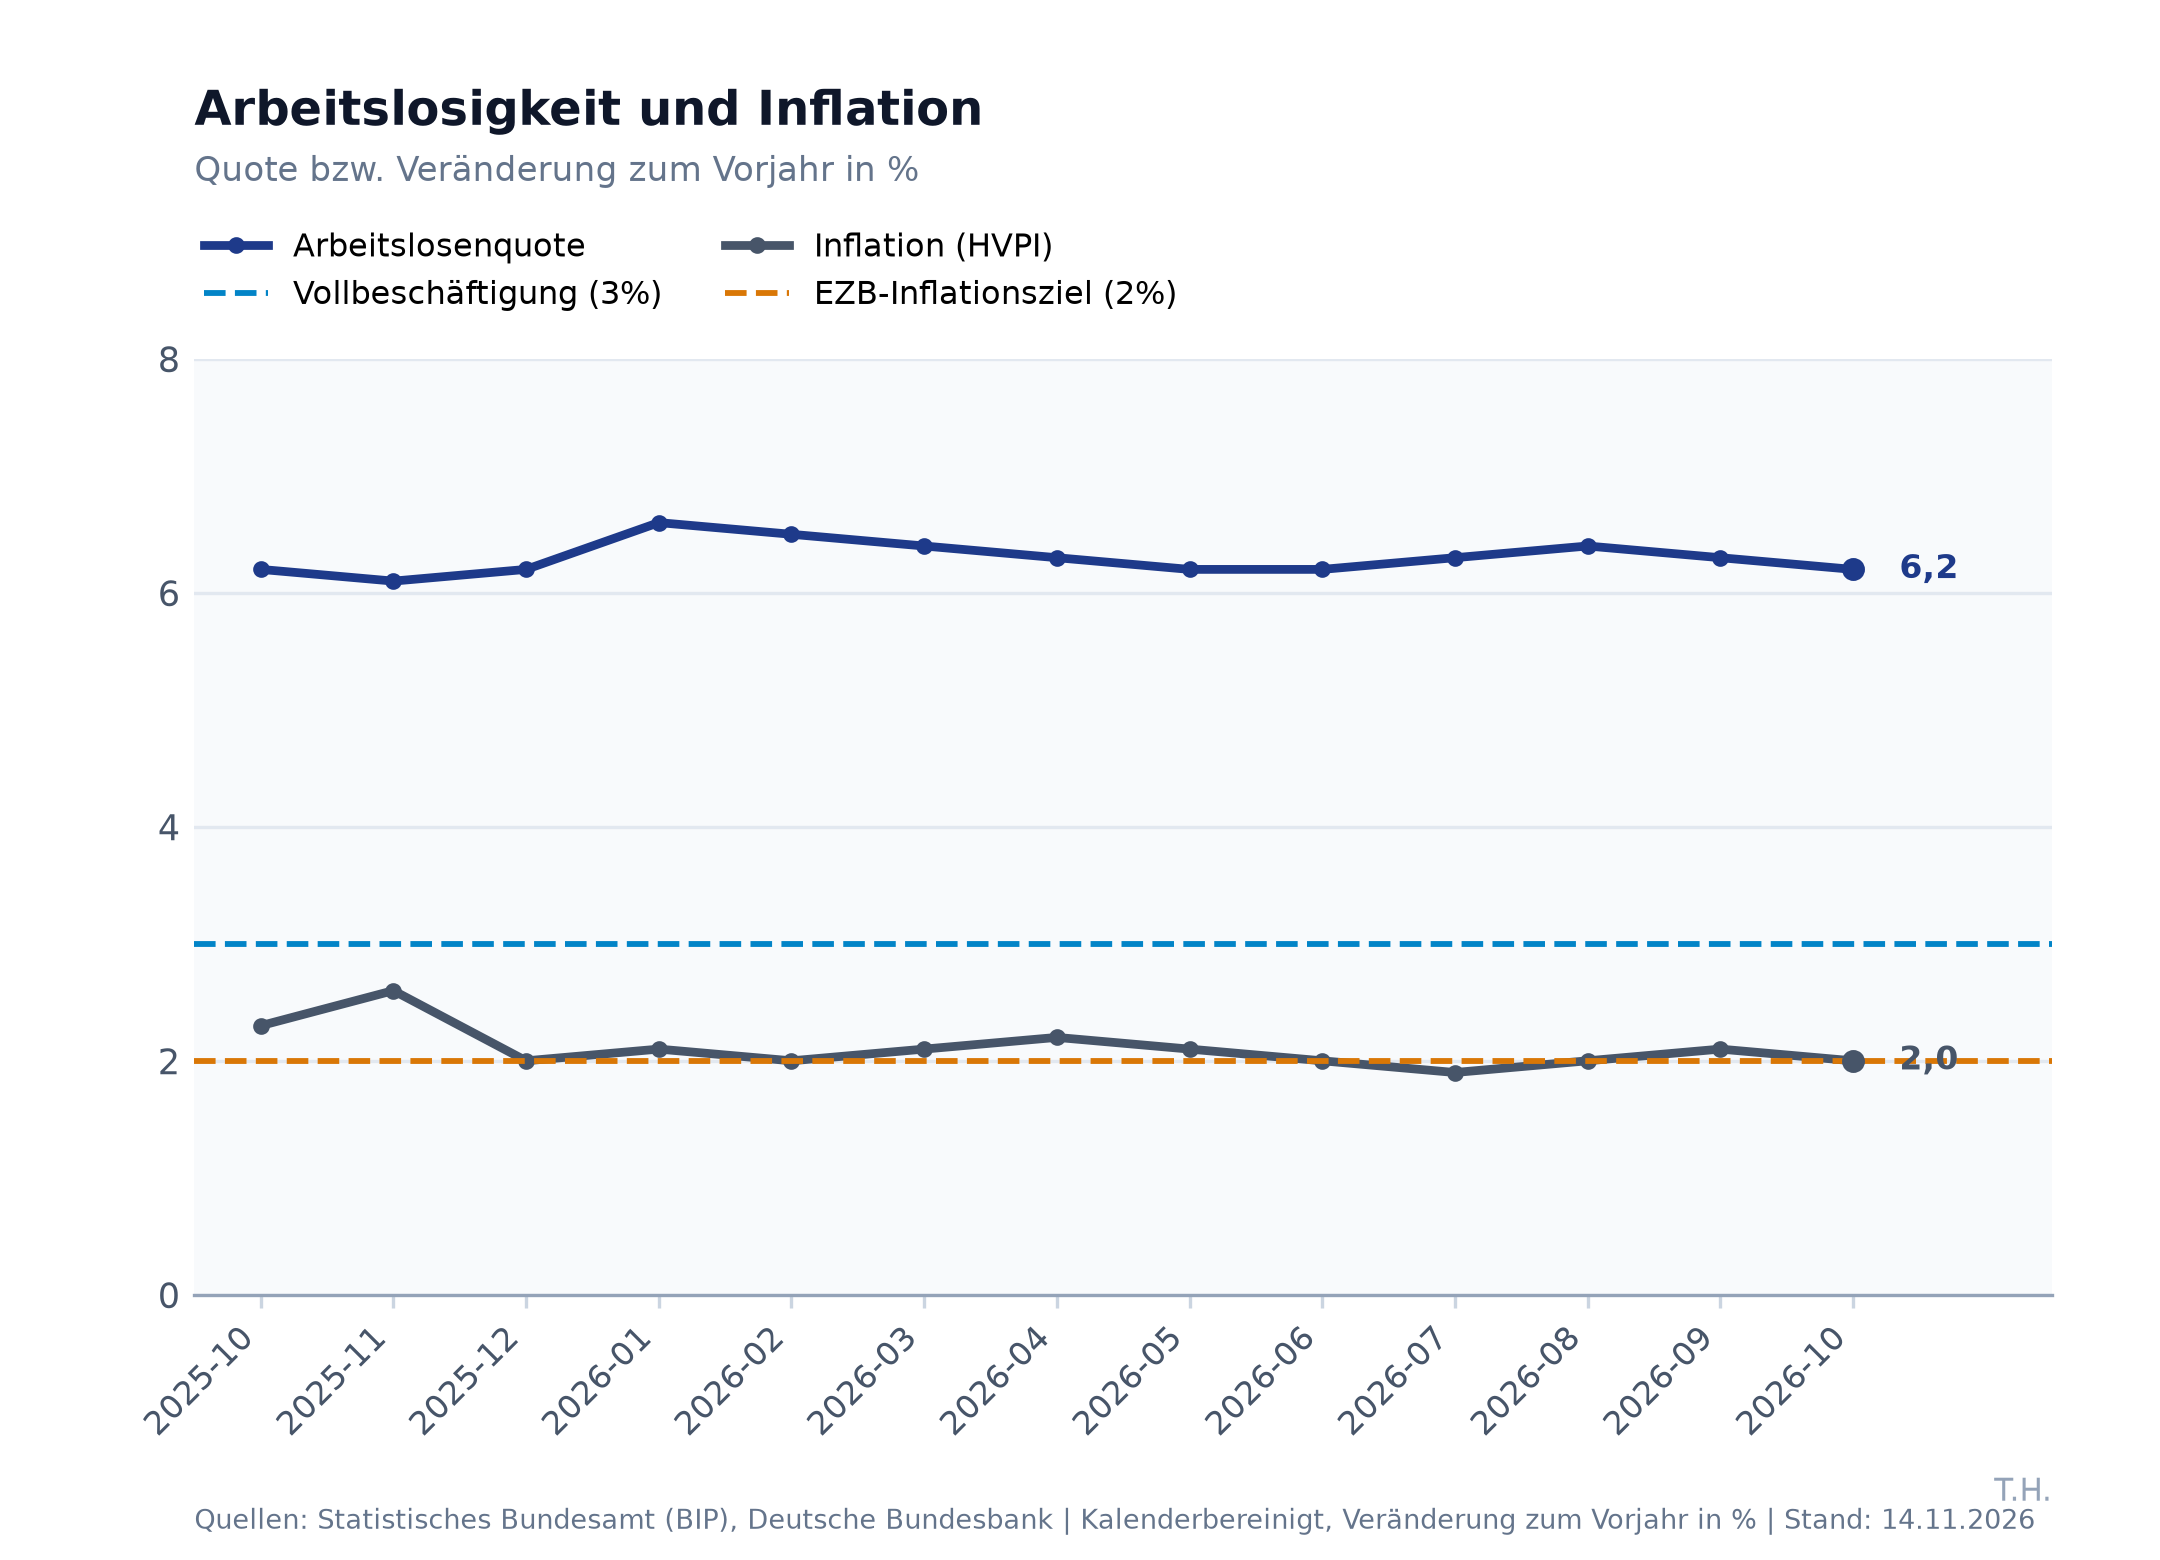 Arbeitslosigkeit und Inflation
Quote bzw. Veränderung zum Vorjahr in %
Arbeitslosenquote
Inflation (HVPI)
Vollbeschäftigung (3%)
EZB-Inflationsziel (2%)
8
6
4
2
0
6,2
2,0
2025-10
2025-11
2025-12
2026-01
2026-02
2026-03
2026-04
2026-05
2026-06
2026-07
2026-08
2026-09
2026-10
T.H.
Quellen: Statistisches Bundesamt (BIP), Deutsche Bundesbank | Kalenderbereinigt, Veränderung zum Vorjahr in % | Stand: 14.11.2026